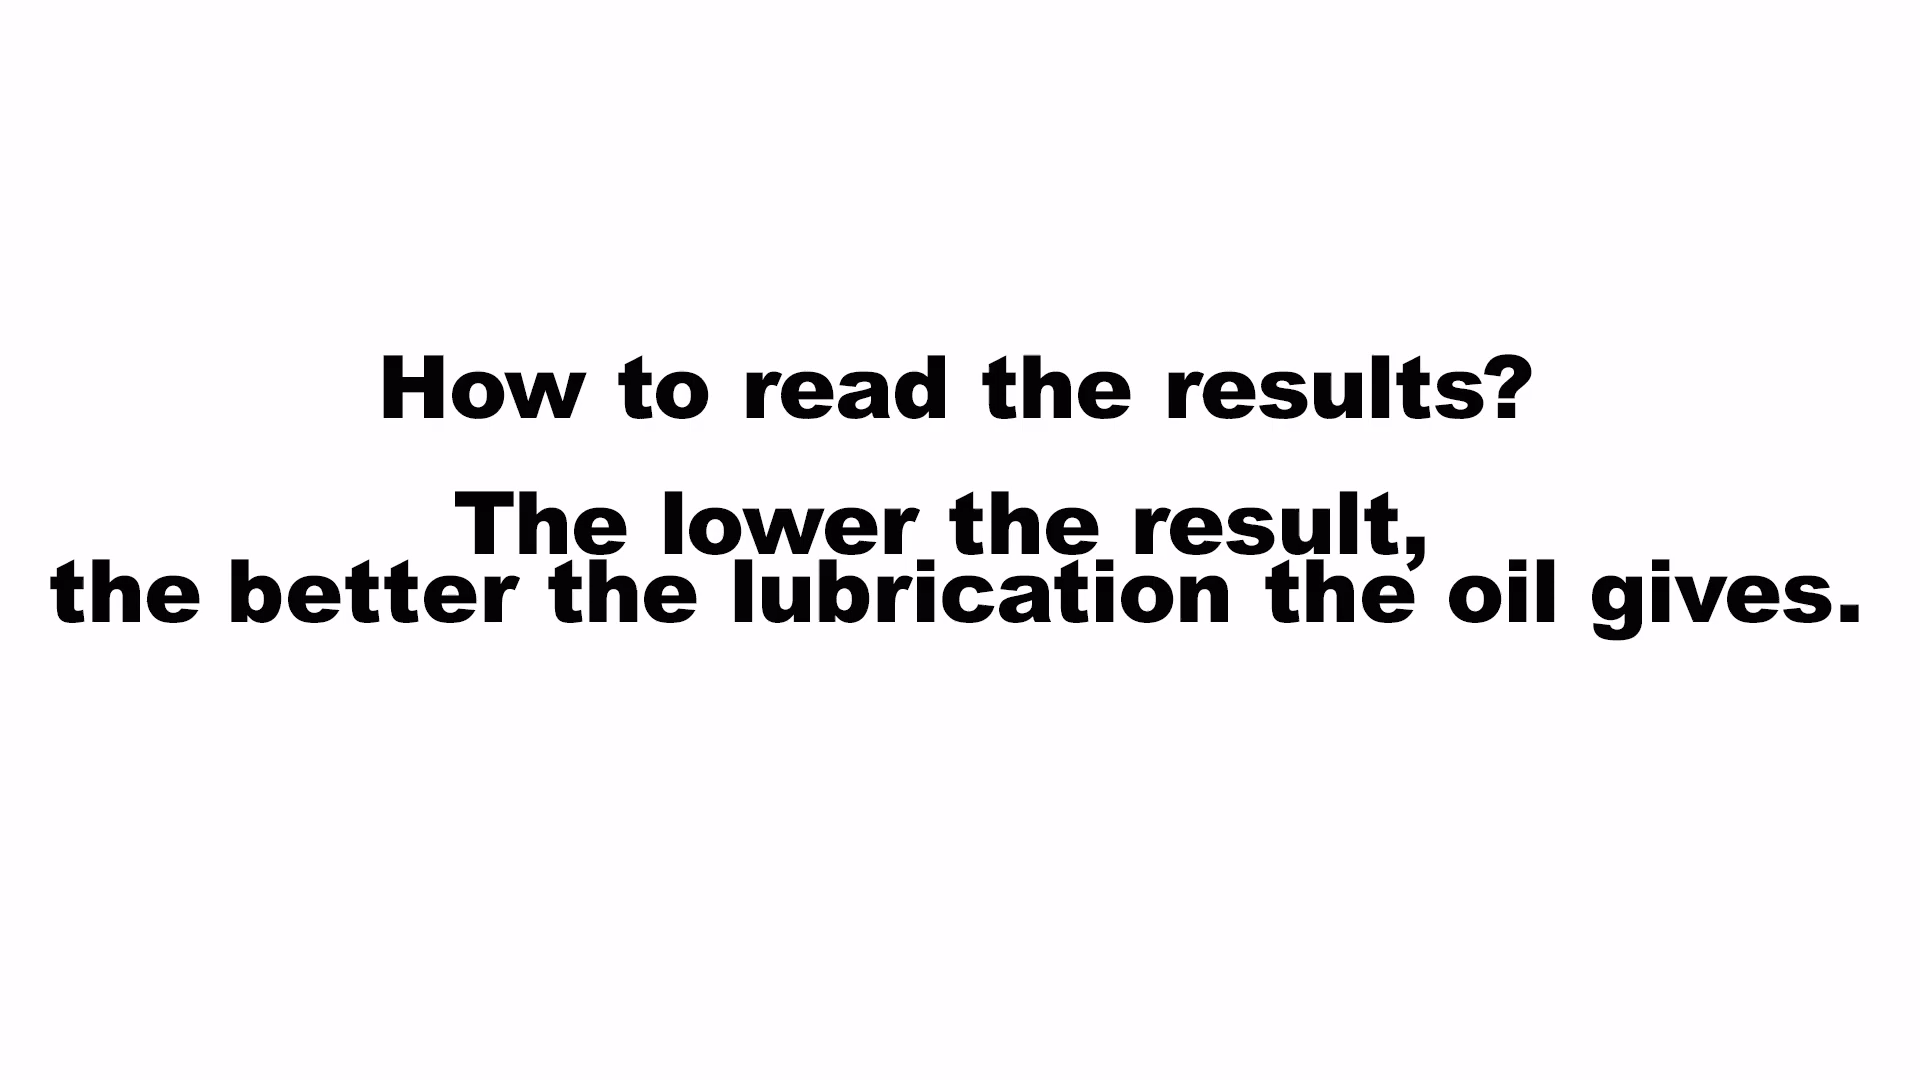 How to read the results?
The lower the result,
the better the lubrication the oil gives.